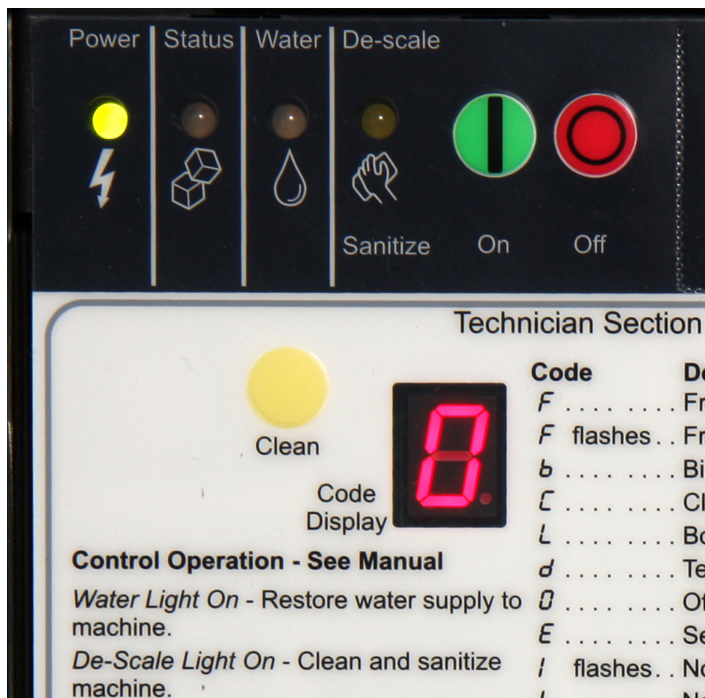 Power Status Water De-scale
Sanitize On Off
Technician Section
Code
F . . . . . . . . .
F flashes . .
b . . . . . . . . .
Clean
C . . . . . . . . .
0
Code
Display
L . . . . . . . . .
Control Operation - See Manual
d . . . . . . . . .
Water Light On - Restore water supply to
machine.
0 . . . . . . . . .
E . . . . . . . . .
De-Scale Light On - Clean and sanitize
machine.
1 flashes . .